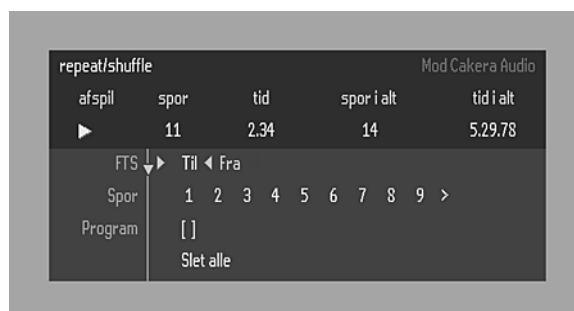 repeat/shuffle Mod Cakera Audio
afspil spor tid spor i alt tid i alt
▶ 11 2.34 14 5.29.78
FTS ▶ Til ◀ Fra
Spor 1 2 3 4 5 6 7 8 9 >
Program [ ]
Slet alle